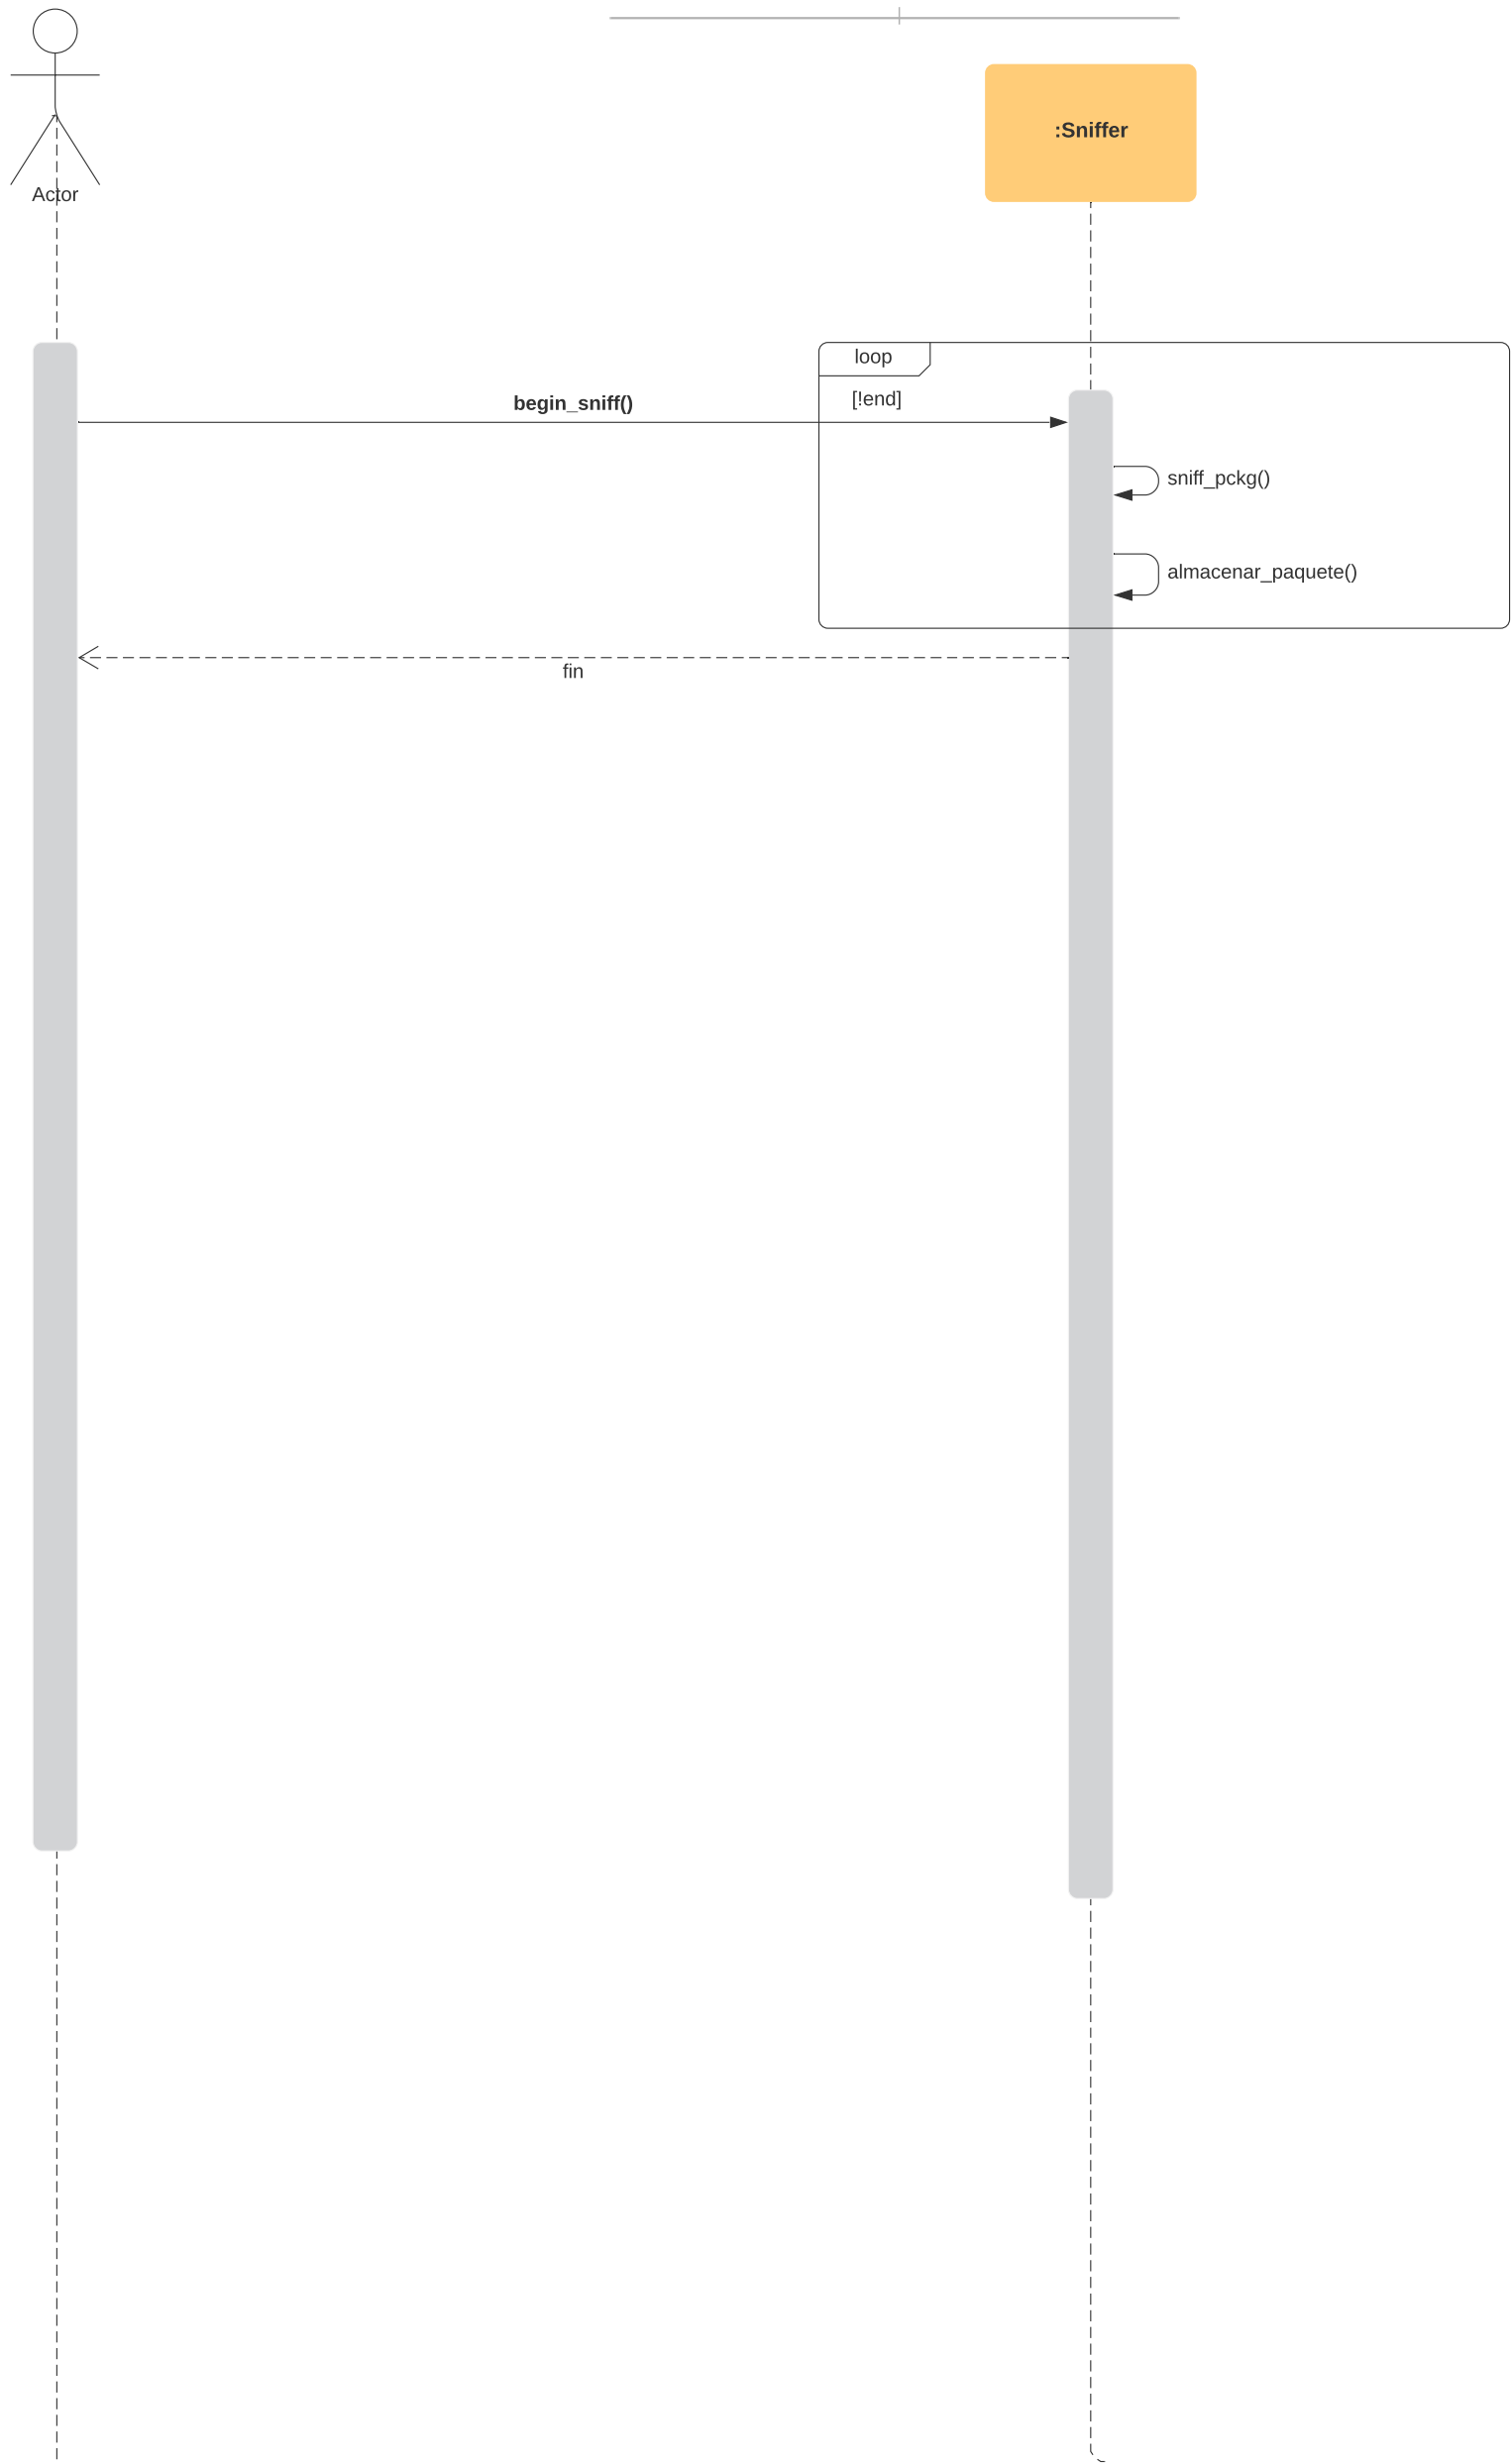 :Sniffer
Actor
loop
[!end]
begin_sniff()
sniff_pckg()
almacenar_paquete()
fin